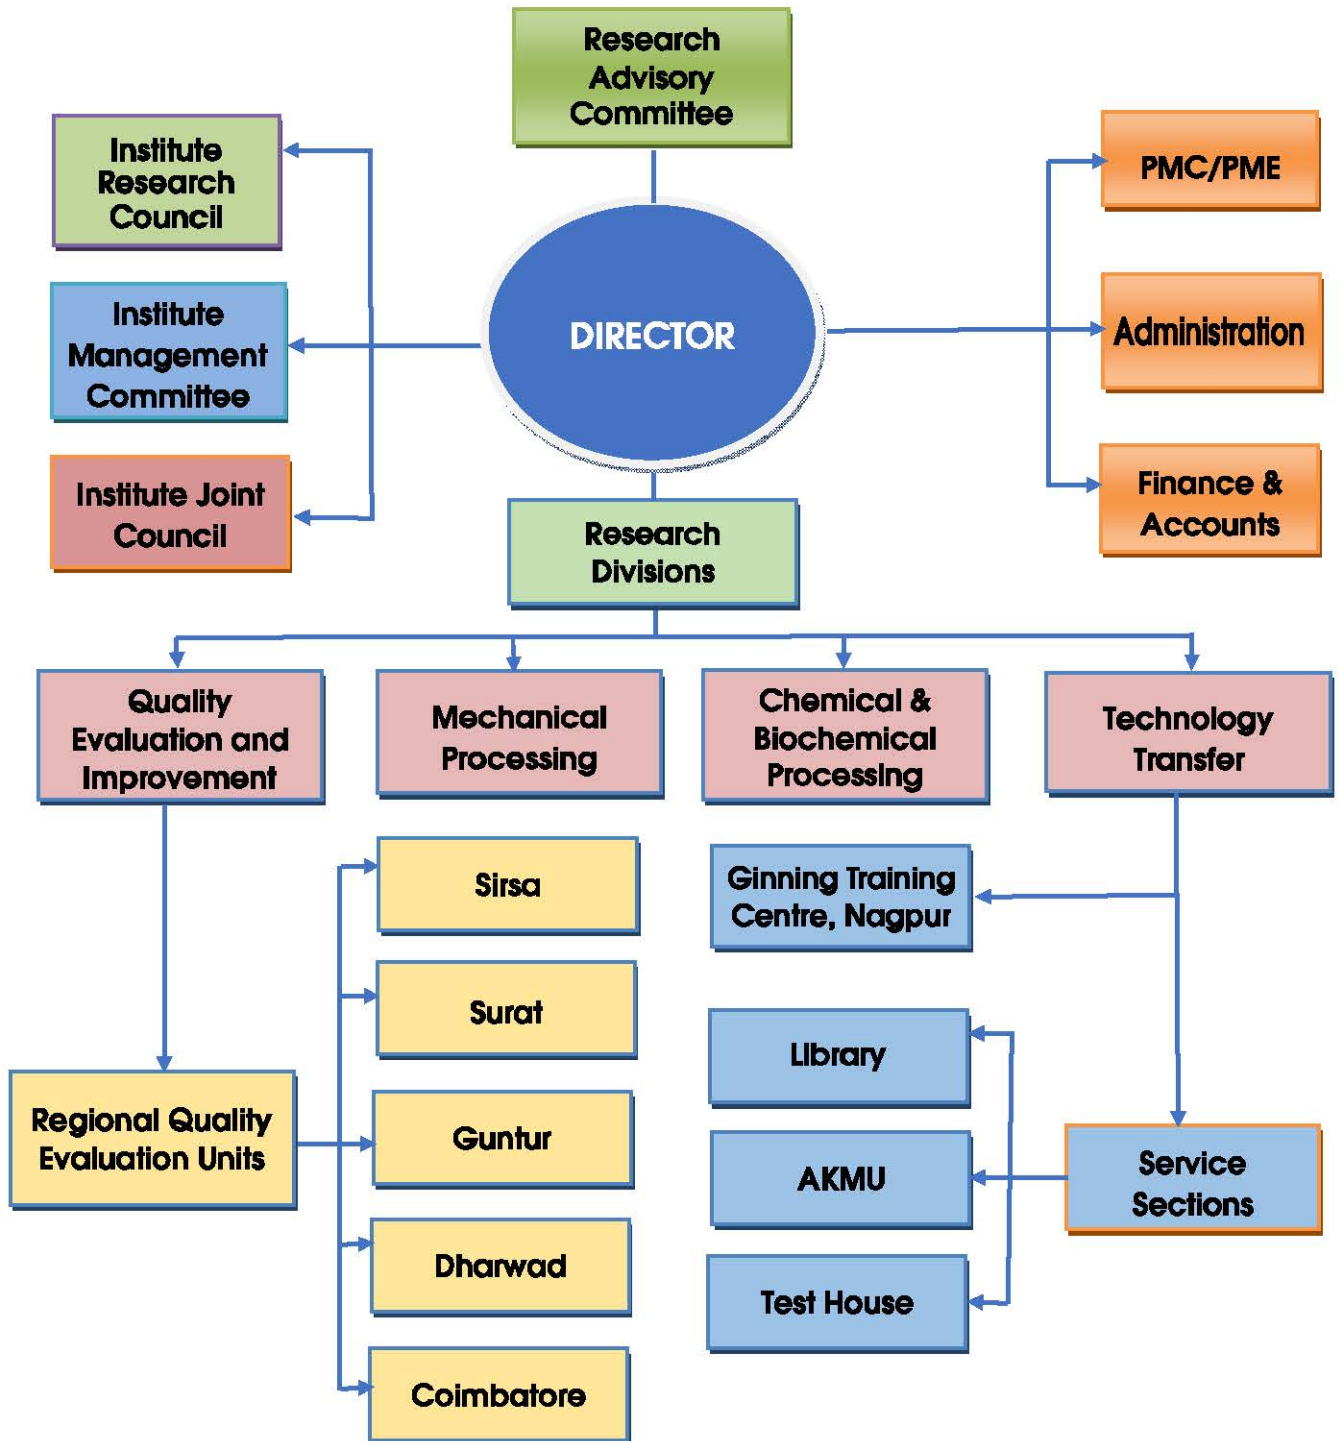 Research
Advisory
Committee
Institute
Research
Council
PMC/PME
Institute
Management
Committee
DIRECTOR
Administration
Institute Joint
Council
Finance &
Accounts
Research
Divisions
Quality
Evaluation and
Improvement
Mechanical
Processing
Chemical &
Biochemical
Processing
Technology
Transfer
Sirsa
Surat
Guntur
Dharwad
Coimbatore
Regional Quality
Evaluation Units
Ginning Training
Centre, Nagpur
Library
AKMU
Test House
Service
Sections